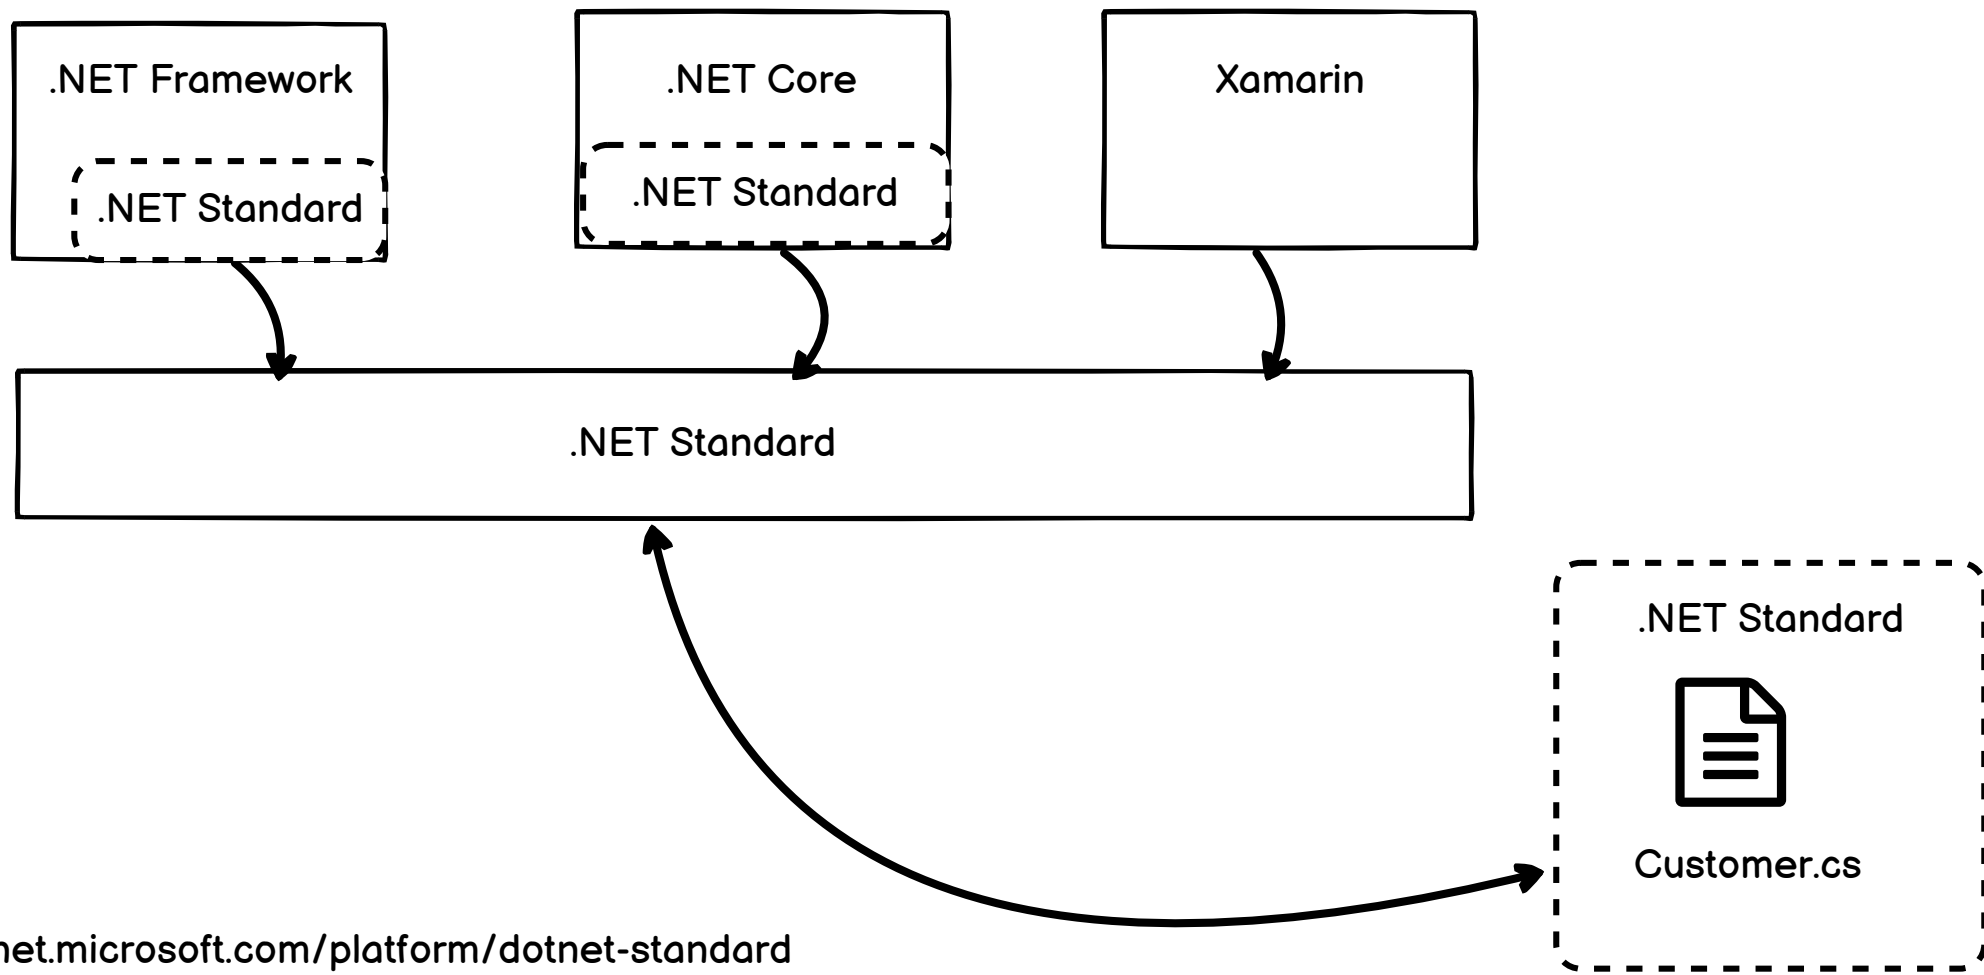 .NET Framework
.NET Core
Xamarin
.NET Standard
.NET Standard
.NET Standard
.NET Standard
Customer.cs
net.microsoft.com/platform/dotnet-standard